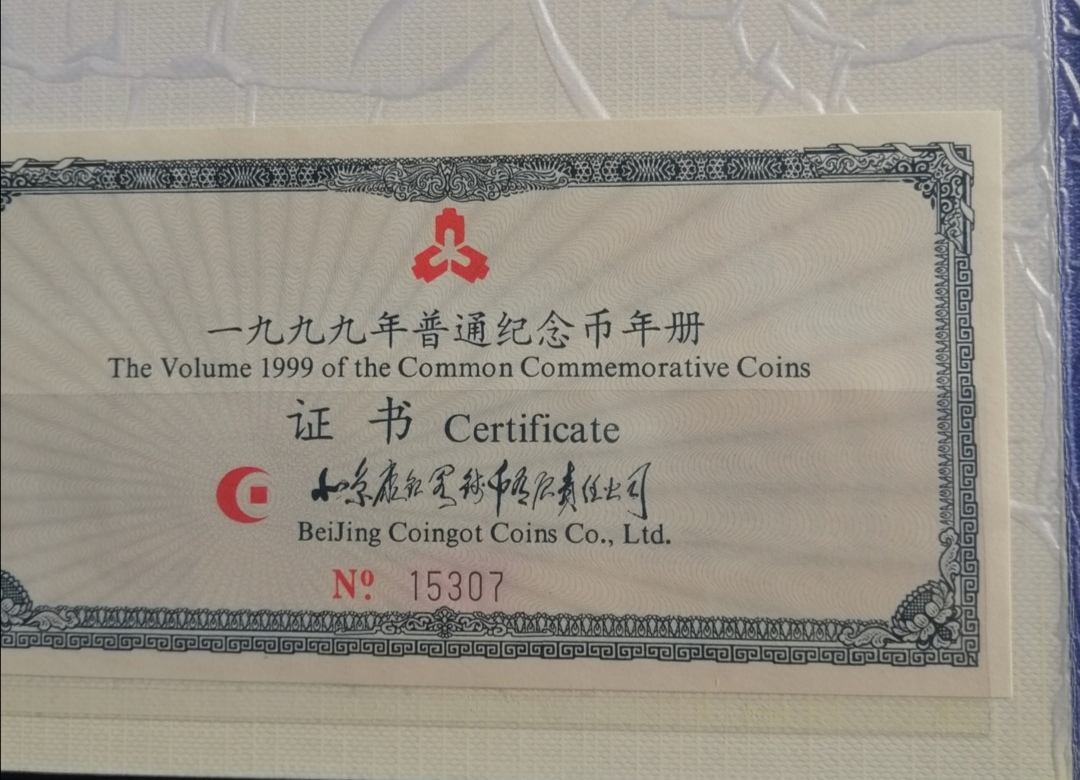 一九九九年普通纪念币年册
The Volume 1999 of the Common Commemorative Coins
证书 Certificate
北京康银阁钱币有限责任公司
BeiJing Coingot Coins Co., Ltd.
Nº 15307